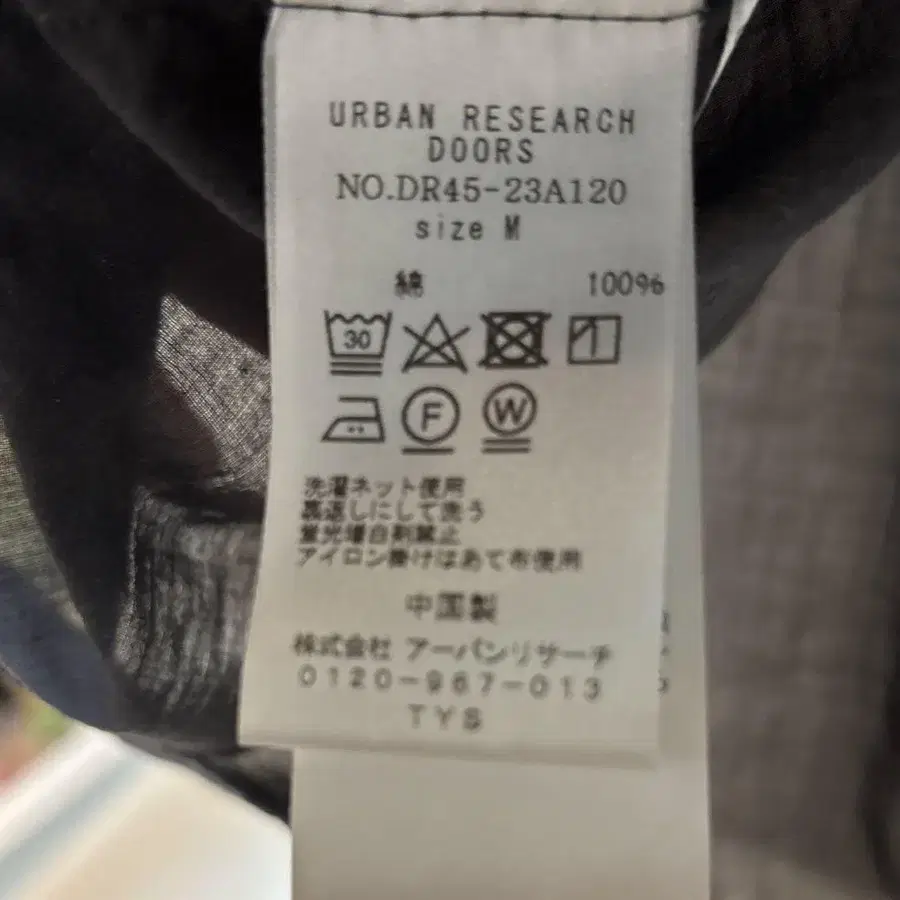 URBAN RESEARCH
DOORS
NO.DR45-23A120
size M
綿 100%
30
F W
洗濯ネット使用
裏返しにして洗う
蛍光増白剤禁止
アイロン掛けはあて布使用
中国製
株式会社 アーバンリサーチ
0120-967-013
TYS